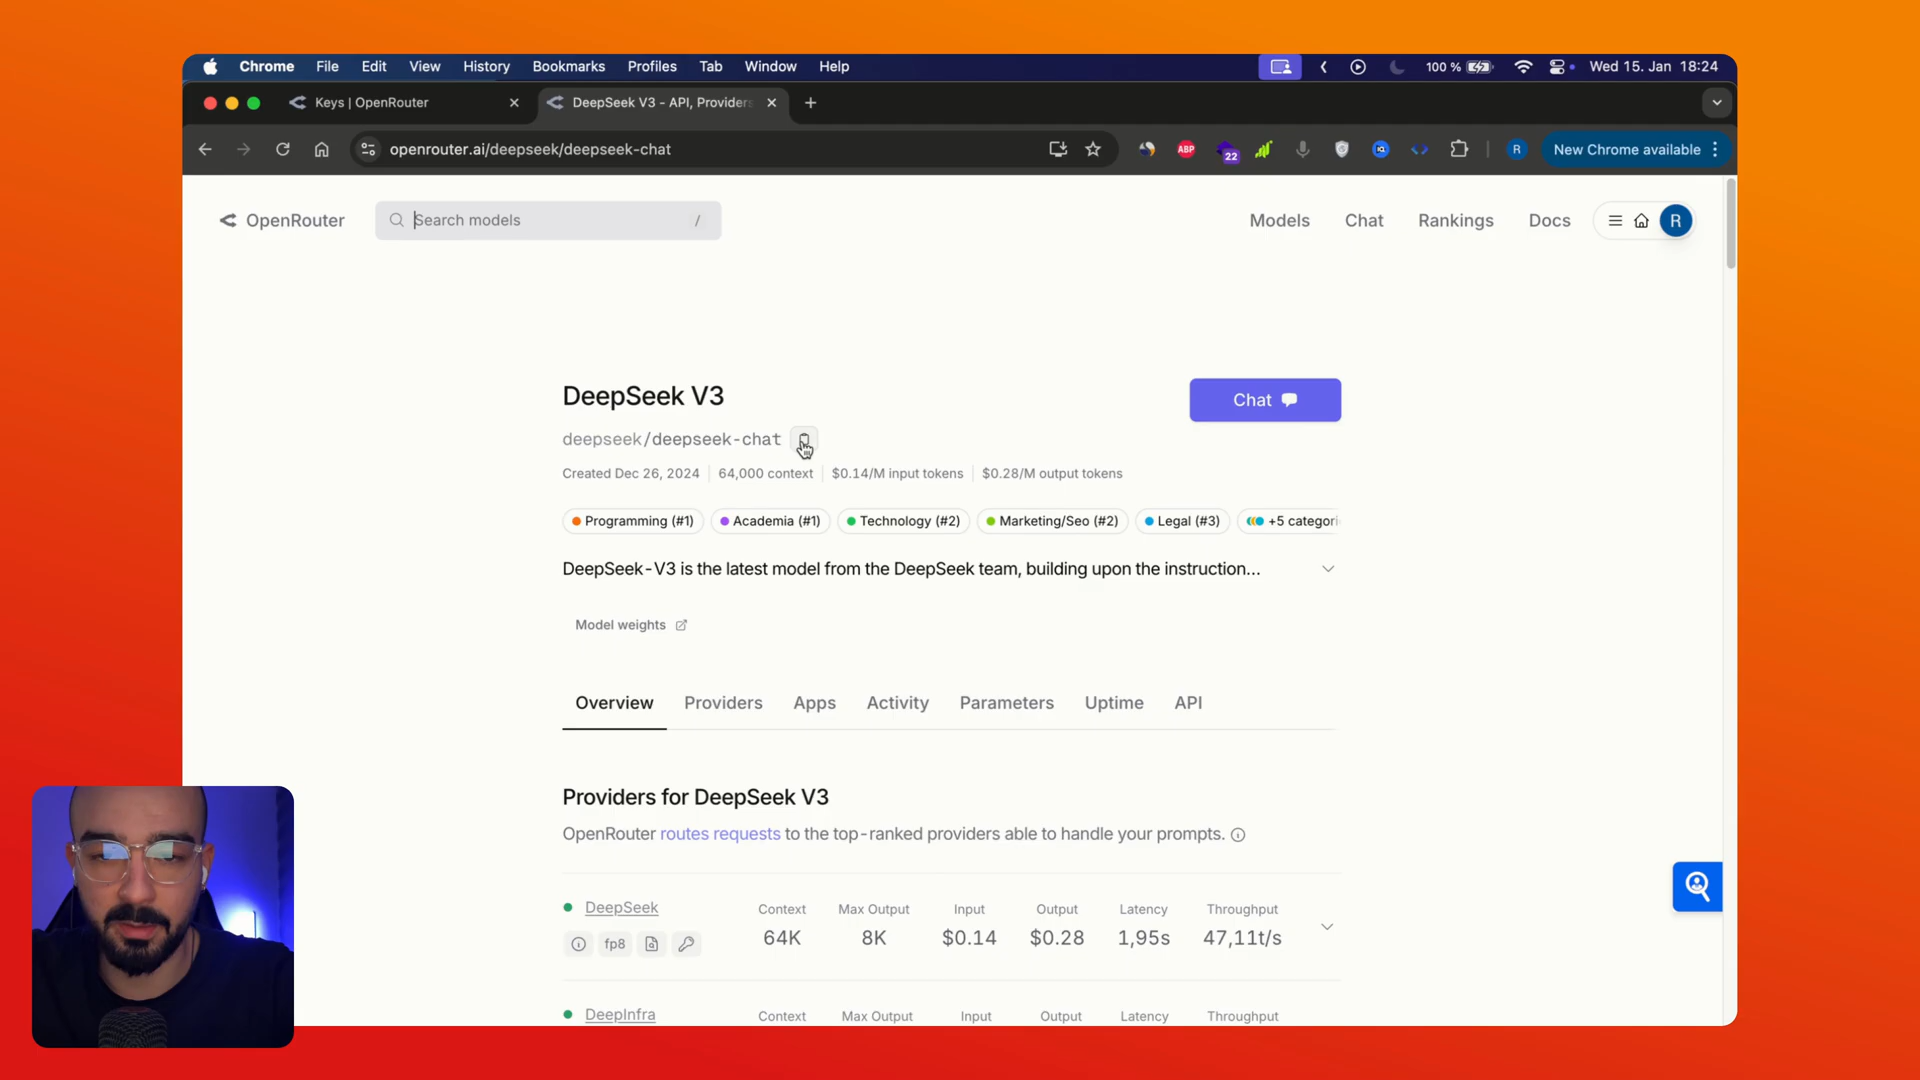 Chrome File Edit View History Bookmarks Profiles Tab Window Help 100 % Wed 15. Jan 18:24
Keys | OpenRouter DeepSeek V3 - API, Providers
openrouter.ai/deepseek/deepseek-chat ABP 22 R New Chrome available
OpenRouter Search models / Models Chat Rankings Docs R
DeepSeek V3 Chat
deepseek/deepseek-chat
Created Dec 26, 2024 64,000 context $0.14/M input tokens $0.28/M output tokens
Programming (#1) Academia (#1) Technology (#2) Marketing/Seo (#2) Legal (#3) +5 categori
DeepSeek-V3 is the latest model from the DeepSeek team, building upon the instruction...
Model weights
Overview Providers Apps Activity Parameters Uptime API
Providers for DeepSeek V3
OpenRouter routes requests to the top-ranked providers able to handle your prompts.
DeepSeek Context Max Output Input Output Latency Throughput
fp8 64K 8K $0.14 $0.28 1,95s 47,11t/s
DeepInfra Context Max Output Input Output Latency Throughput